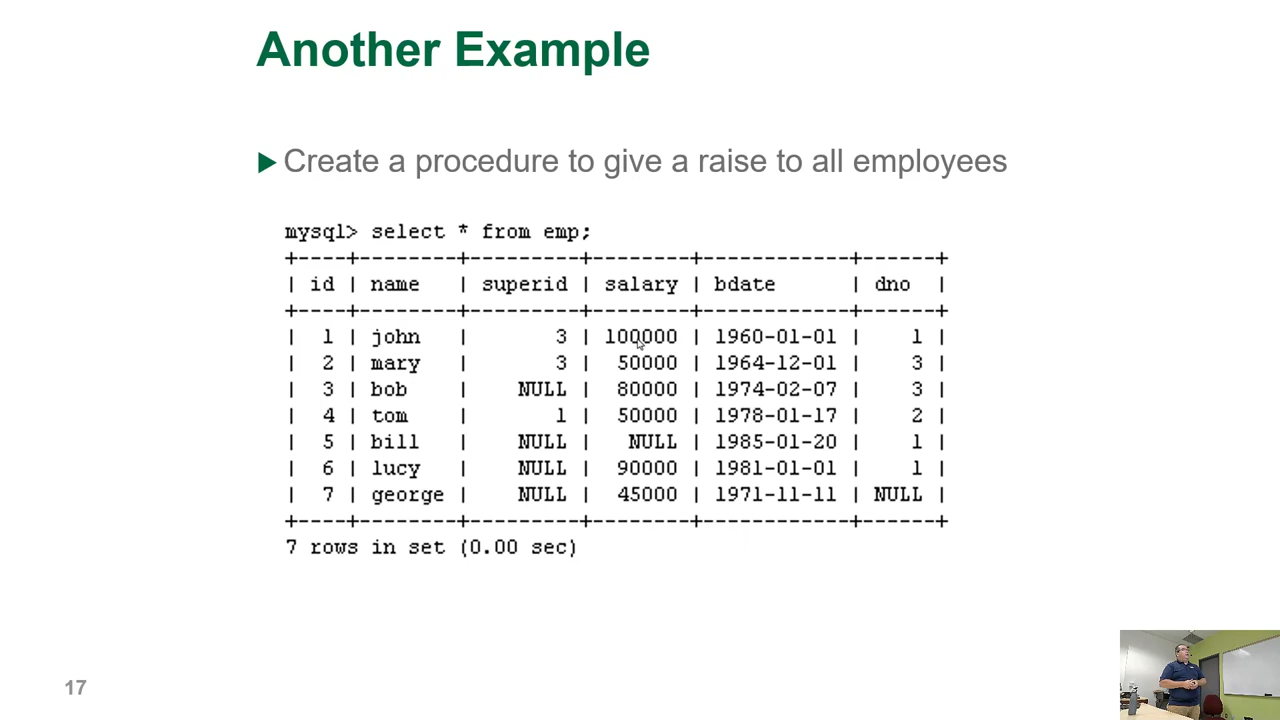 Another Example
Create a procedure to give a raise to all employees
mysql> select * from emp;
+----+--------+---------+--------+------------+------+
| id | name   | superid | salary | bdate      | dno  |
+----+--------+---------+--------+------------+------+
|  1 | john   |       3 | 100000 | 1960-01-01 |    1 |
|  2 | mary   |       3 |  50000 | 1964-12-01 |    3 |
|  3 | bob    |    NULL |  80000 | 1974-02-07 |    3 |
|  4 | tom    |       1 |  50000 | 1978-01-17 |    2 |
|  5 | bill   |    NULL |   NULL | 1985-01-20 |    1 |
|  6 | lucy   |    NULL |  90000 | 1981-01-01 |    1 |
|  7 | george |    NULL |  45000 | 1971-11-11 | NULL |
+----+--------+---------+--------+------------+------+
7 rows in set (0.00 sec)
17